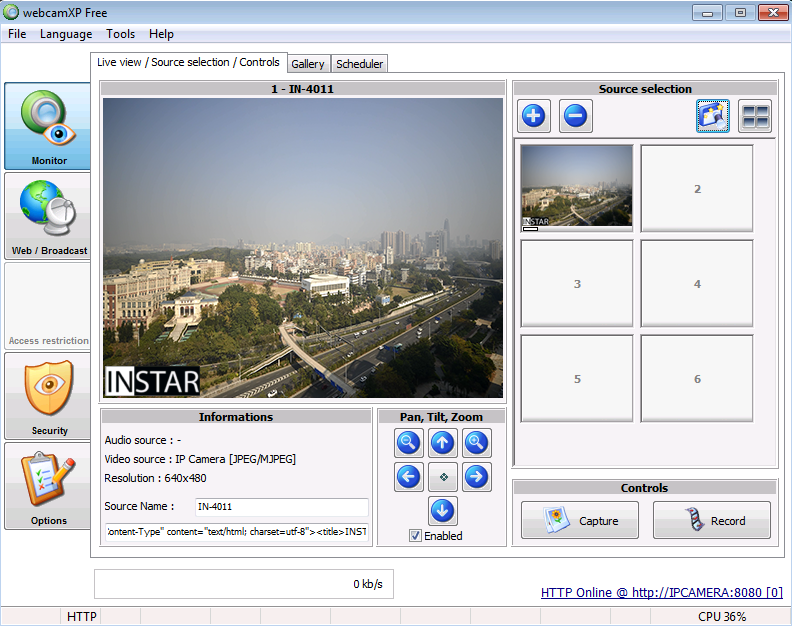 webcamXP Free
File Language Tools Help
Live view / Source selection / Controls Gallery Scheduler
Monitor
Web / Broadcast
Access restriction
Security
Options
1 - IN-4011
INSTAR
Source selection
INSTAR
2
3 4
5 6
Informations
Audio source : -
Video source : IP Camera [JPEG/MJPEG]
Resolution : 640x480
Source Name : IN-4011
ontent-Type" content="text/html; charset=utf-8"><title>INST
Pan, Tilt, Zoom
Enabled
Controls
Capture Record
0 kb/s
HTTP Online @ http://IPCAMERA:8080 [0]
HTTP CPU 36%